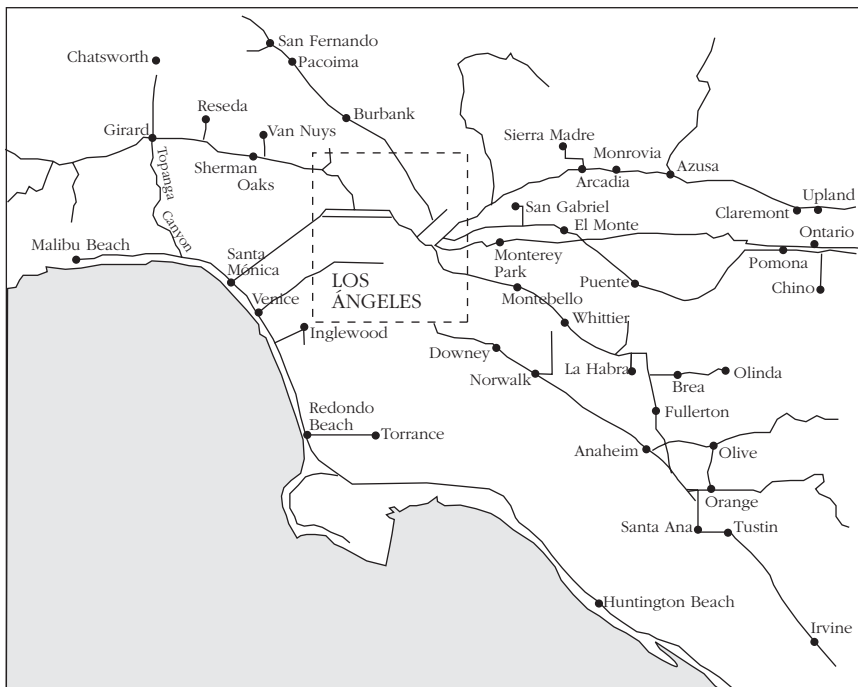 San Fernando
Chatsworth
Pacoima
Reseda
Burbank
Girard
Van Nuys
Sierra Madre
Monrovia
Sherman
Oaks
Arcadia
Azusa
Topanga
Canyon
San Gabriel
Claremont
Upland
El Monte
Ontario
Malibu Beach
Santa
Mónica
Monterey
Park
Pomona
Venice
LOS
ÁNGELES
Puente
Chino
Montebello
Inglewood
Whittier
Downey
Norwalk
La Habra
Brea
Olinda
Redondo
Beach
Torrance
Fullerton
Anaheim
Olive
Orange
Santa Ana
Tustin
Huntington Beach
Irvine